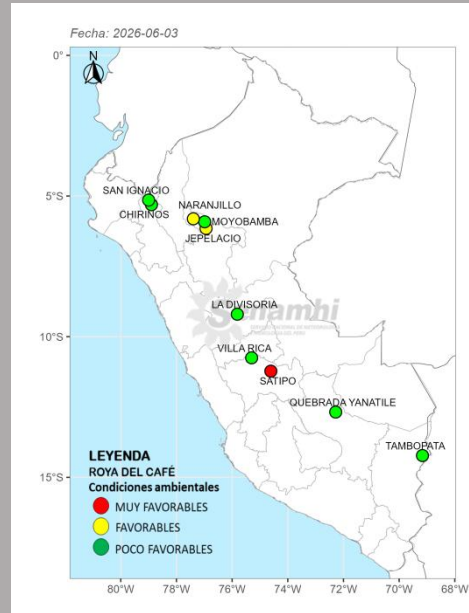 Fecha: 2026-06-03
N
0°
5°S
10°S
15°S
SAN IGNACIO
CHIRINOS
NARANJILLO
MOYOBAMBA
JEPELACIO
LA DIVISORIA
Senamhi
VILLA RICA
SATIPO
QUEBRADA YANATILE
TAMBOPATA
LEYENDA
ROYA DEL CAFÉ
Condiciones ambientales
MUY FAVORABLES
FAVORABLES
POCO FAVORABLES
80°W 78°W 76°W 74°W 72°W 70°W 68°W